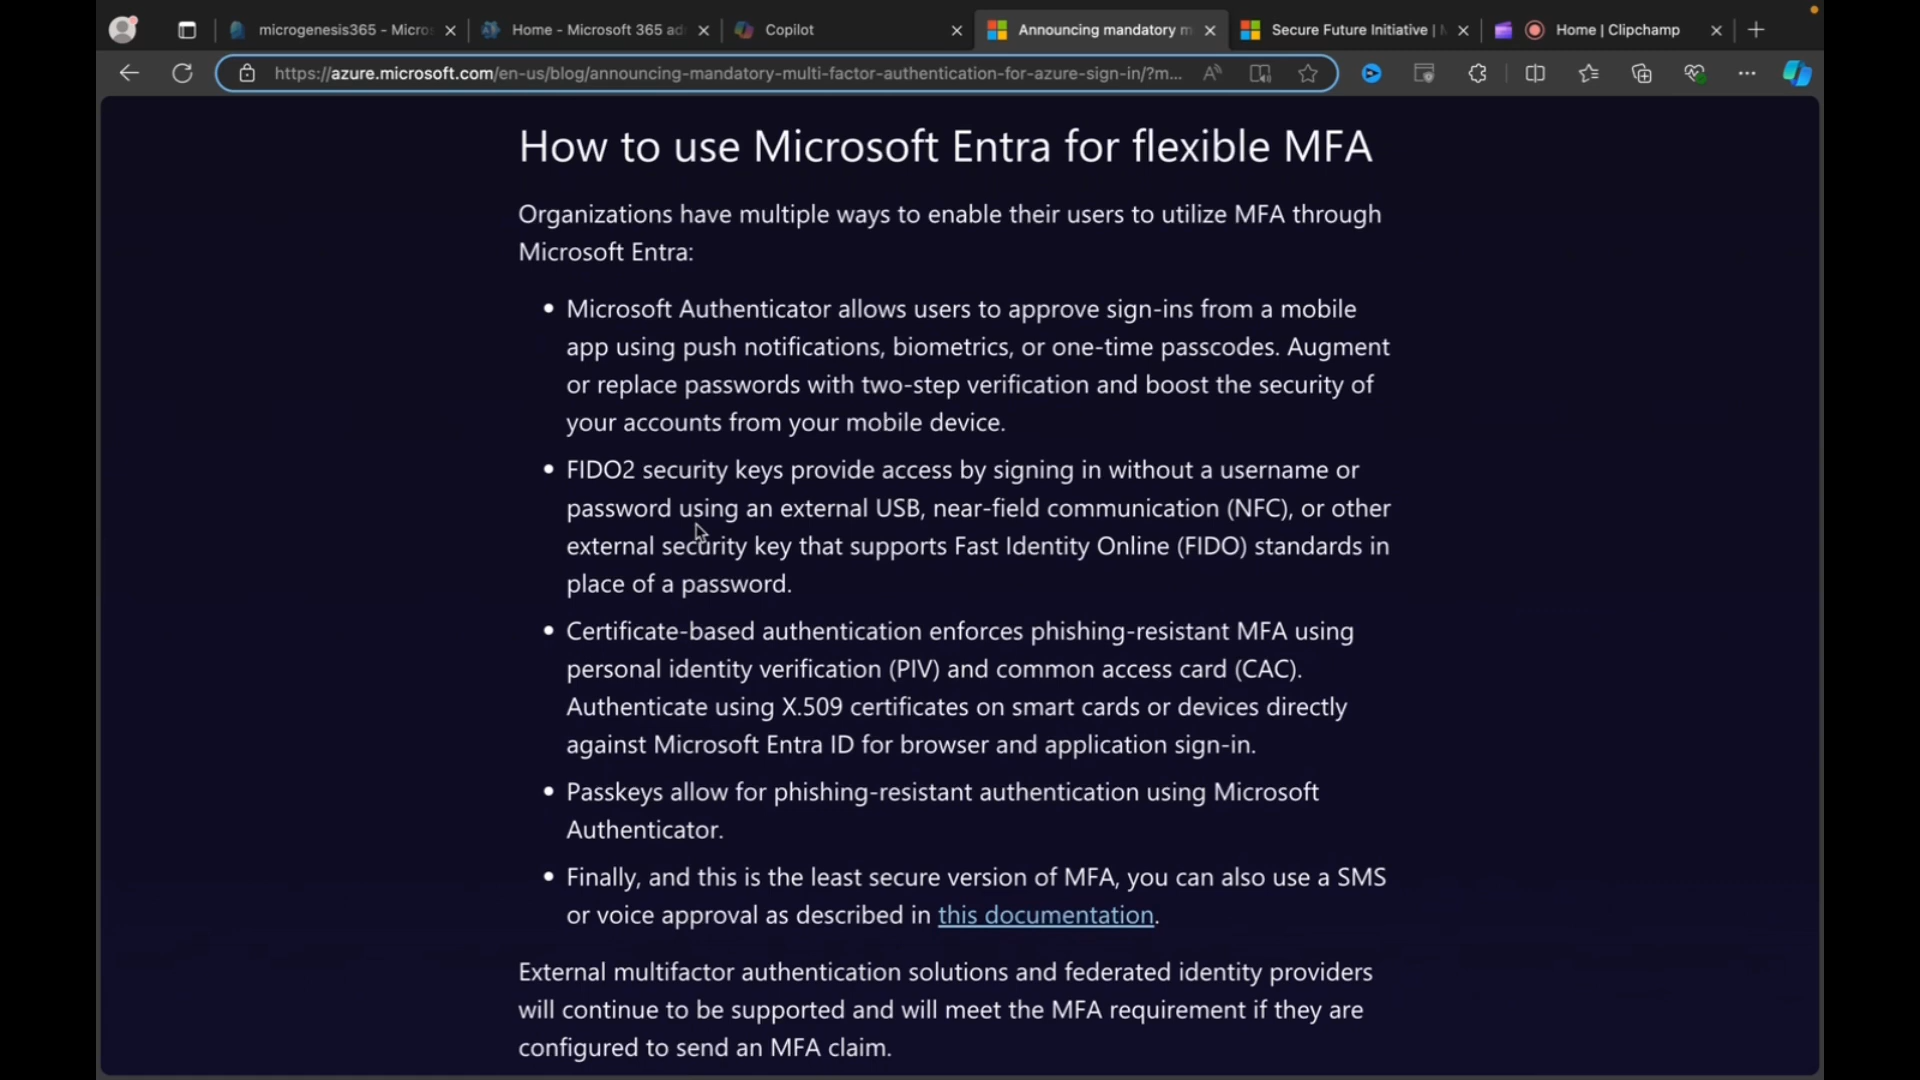 microgenesis365 - Micros
Home - Microsoft 365 ad
Copilot
Announcing mandatory m
Secure Future Initiative |
Home | Clipchamp
https://azure.microsoft.com/en-us/blog/announcing-mandatory-multi-factor-authentication-for-azure-sign-in/?m...
How to use Microsoft Entra for flexible MFA
Organizations have multiple ways to enable their users to utilize MFA through
Microsoft Entra:
• Microsoft Authenticator allows users to approve sign-ins from a mobile
app using push notifications, biometrics, or one-time passcodes. Augment
or replace passwords with two-step verification and boost the security of
your accounts from your mobile device.
• FIDO2 security keys provide access by signing in without a username or
password using an external USB, near-field communication (NFC), or other
external security key that supports Fast Identity Online (FIDO) standards in
place of a password.
• Certificate-based authentication enforces phishing-resistant MFA using
personal identity verification (PIV) and common access card (CAC).
Authenticate using X.509 certificates on smart cards or devices directly
against Microsoft Entra ID for browser and application sign-in.
• Passkeys allow for phishing-resistant authentication using Microsoft
Authenticator.
• Finally, and this is the least secure version of MFA, you can also use a SMS
or voice approval as described in this documentation.
External multifactor authentication solutions and federated identity providers
will continue to be supported and will meet the MFA requirement if they are
configured to send an MFA claim.